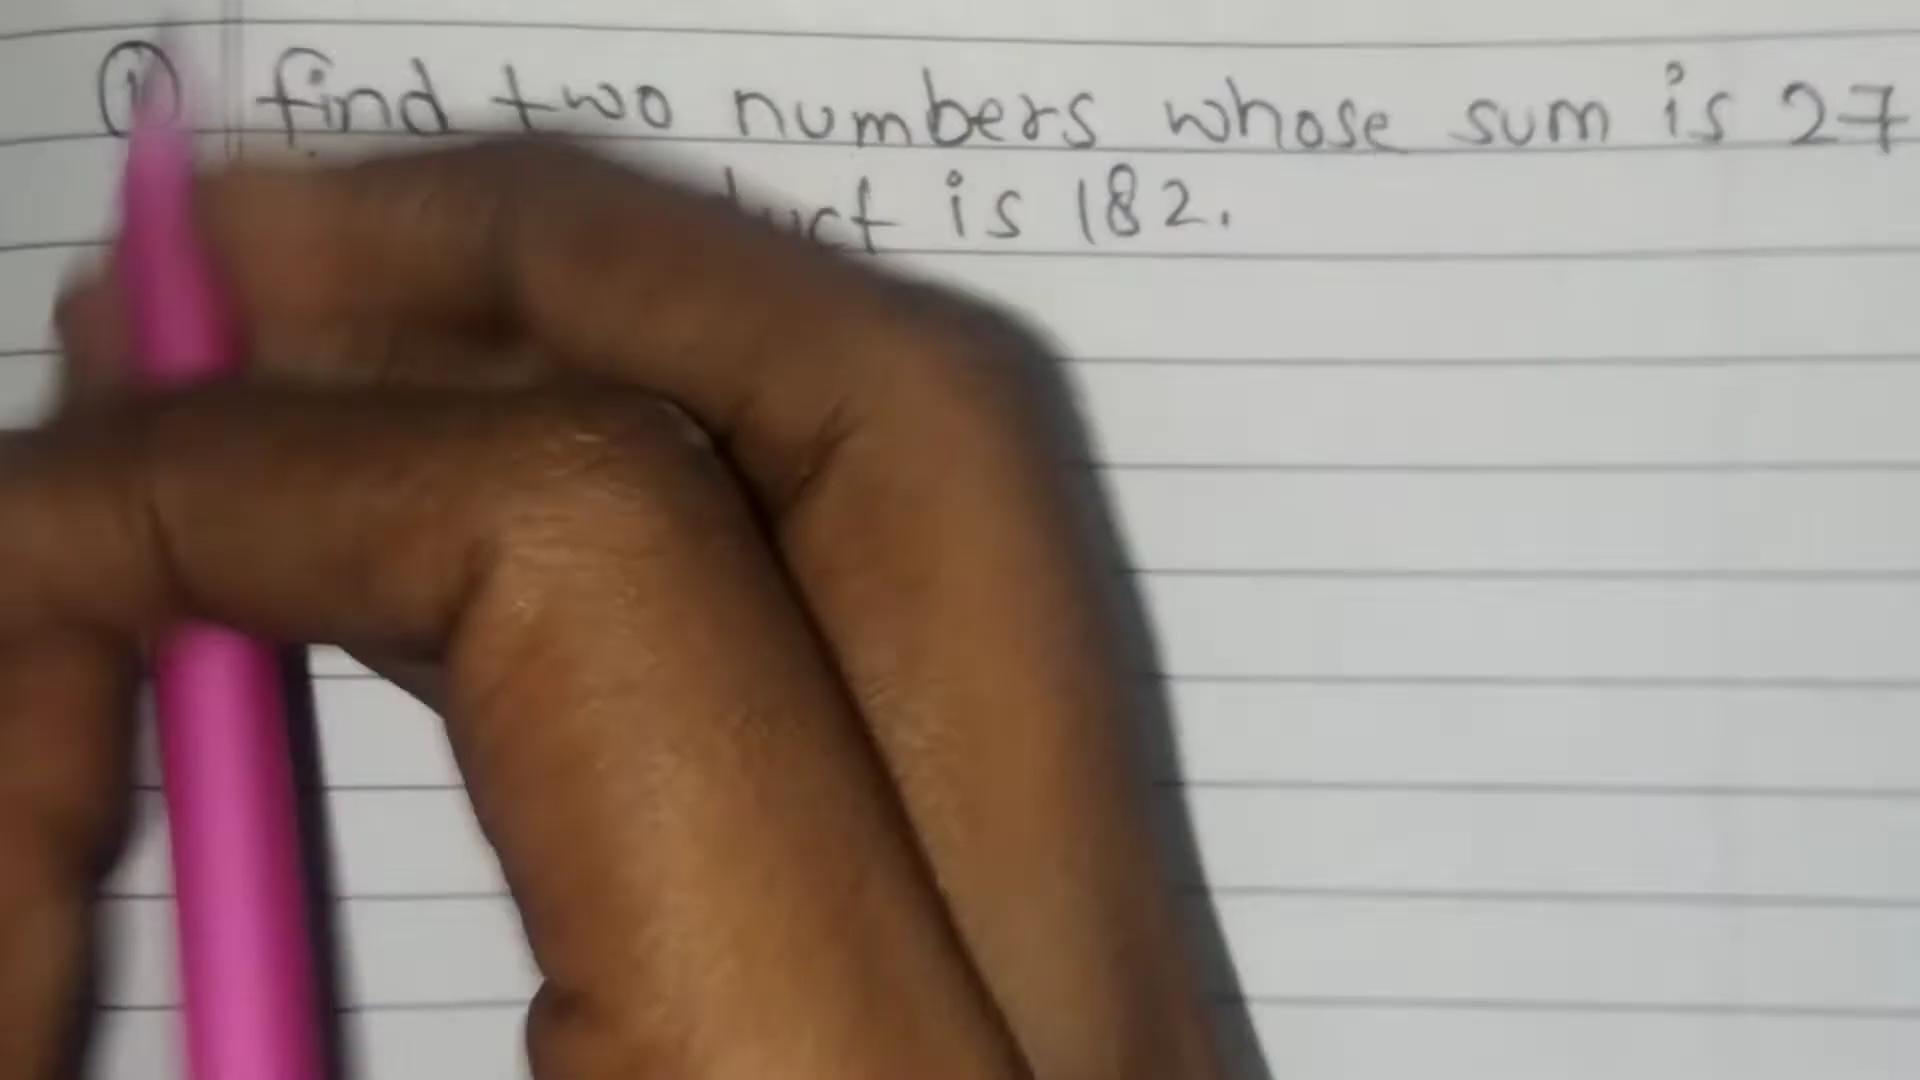 find two numbers whose sum is 27
is 182.